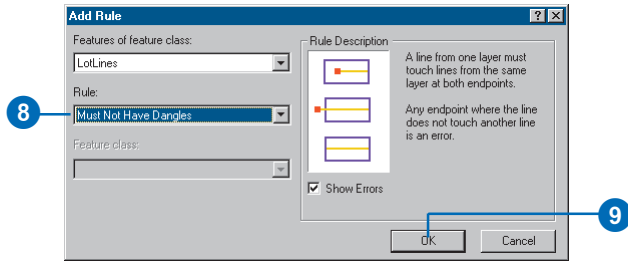 Add Rule
Features of feature class:
LotLines
Rule:
8
Must Not Have Dangles
Feature class:
Rule Description
A line from one layer must
touch lines from the same
layer at both endpoints.
Any endpoint where the line
does not touch another line
is an error.
Show Errors
9
OK
Cancel